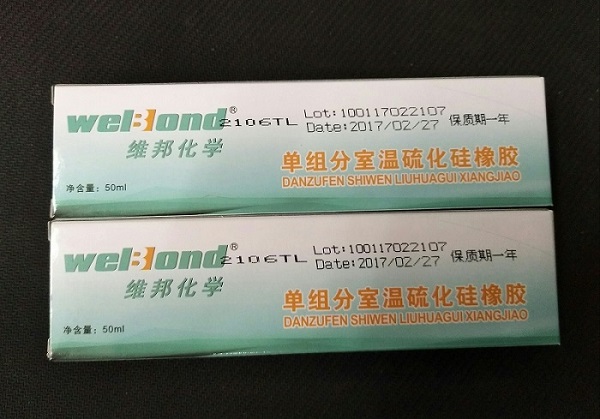 welBond®
2106TL
Lot:100117022107
Date:2017/02/27
保质期一年
维邦化学
单组分室温硫化硅橡胶
DANZUFEN SHIWEN LIUHUAGUI XIANGJIAO
净含量：50ml
welBond®
2106TL
Lot:100117022107
Date:2017/02/27
保质期一年
维邦化学
单组分室温硫化硅橡胶
DANZUFEN SHIWEN LIUHUAGUI XIANGJIAO
净含量：50ml